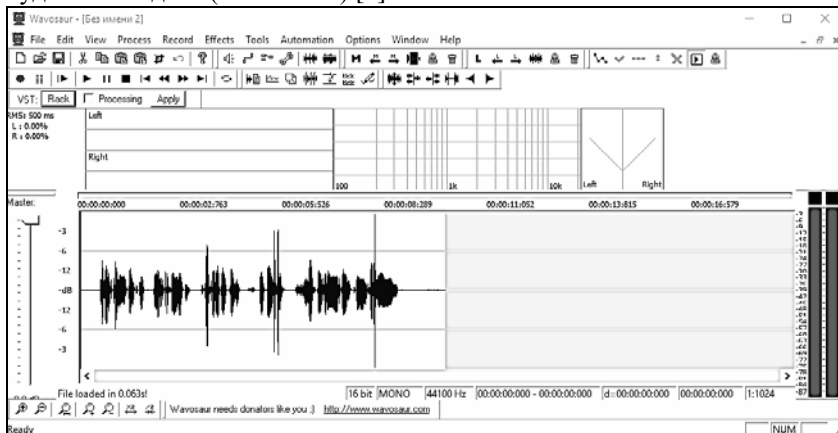 Wavosaur - [Без имени 2]
File Edit View Process Record Effects Tools Automation Options Window Help
VST: Rack Processing Apply
RMS: 500 ms
L : 0.00%
R : 0.00%
Left
Right
100 1k 10k Left Right
Master:
00:00:00:000 00:00:02:763 00:00:05:526 00:00:08:289 00:00:11:052 00:00:13:815 00:00:16:579
-3
-6
-12
-dB
-12
-6
-3
File loaded in 0.063s!
16 bit MONO 44100 Hz 00:00:00:000 - 00:00:00:000 d=00:00:00:000 00:00:00:000 1:1024
Wavosaur needs donators like you :) http://www.wavosaur.com
Ready NUM